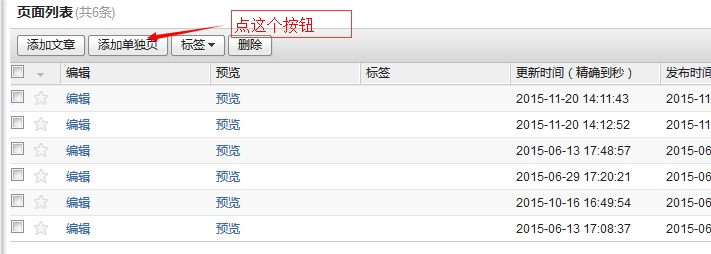 页面列表(共6条)
点这个按钮
添加文章 添加单独页 标签 删除
编辑 预览 标签 更新时间（精确到秒） 发布时间
编辑 预览 2015-11-20 14:11:43 2015-11
编辑 预览 2015-11-20 14:12:52 2015-11
编辑 预览 2015-06-13 17:48:57 2015-06
编辑 预览 2015-06-29 17:20:21 2015-06
编辑 预览 2015-10-16 16:49:54 2015-06
编辑 预览 2015-06-13 17:08:37 2015-06